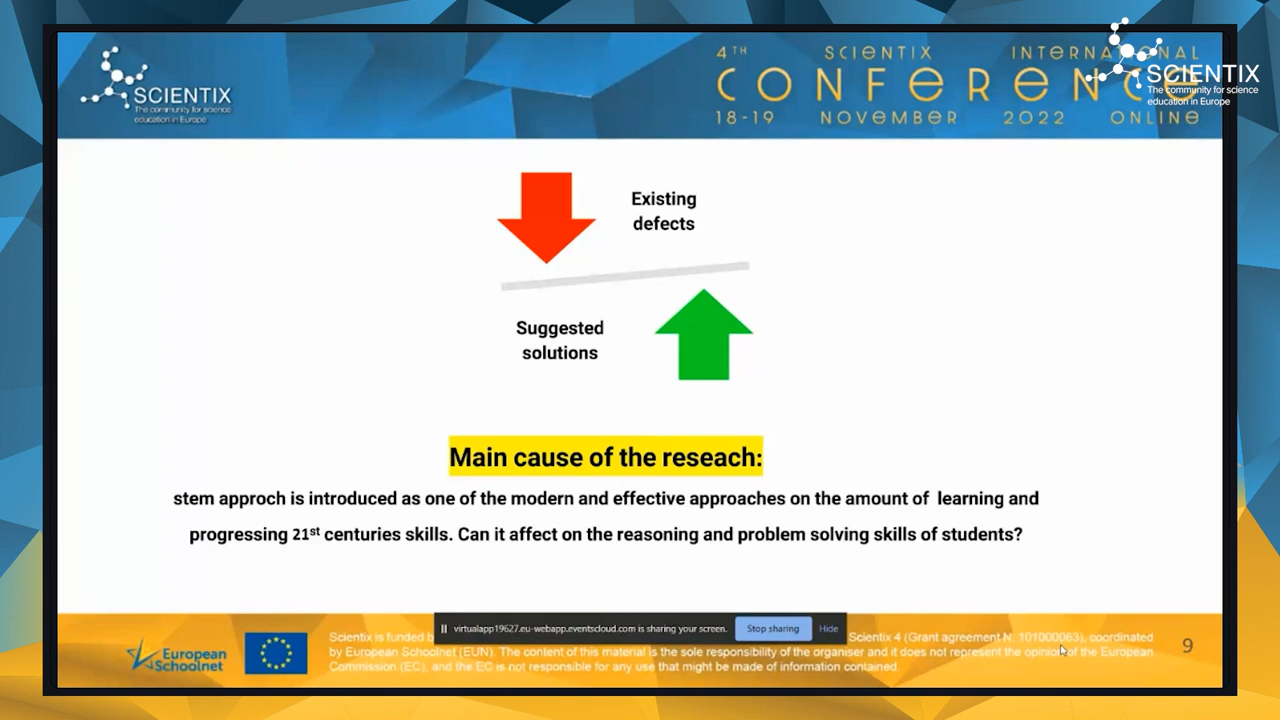 SCIENTIX
The community for science
education in Europe
4TH SCIENTIX INTERNATIONAL
CONFERENCE
18-19 NOVEMBER 2022 ONLINE
SCIENTIX
The community for science
education in Europe
Existing
defects
Suggested
solutions
Main cause of the reseach:
stem approch is introduced as one of the modern and effective approaches on the amount of learning and
progressing 21st centuries skills. Can it affect on the reasoning and problem solving skills of students?
virtualapp19627.eu-webapp.eventscloud.com is sharing your screen.
Stop sharing
Hide
European
Schoolnet
Scientix is funded Scientix 4 (Grant agreement N. 101000063), coordinated
by European Schoolnet (EUN). The content of this material is the sole responsibility of the organiser and it does not represent the opinion of the European
Commission (EC), and the EC is not responsible for any use that might be made of information contained.
9